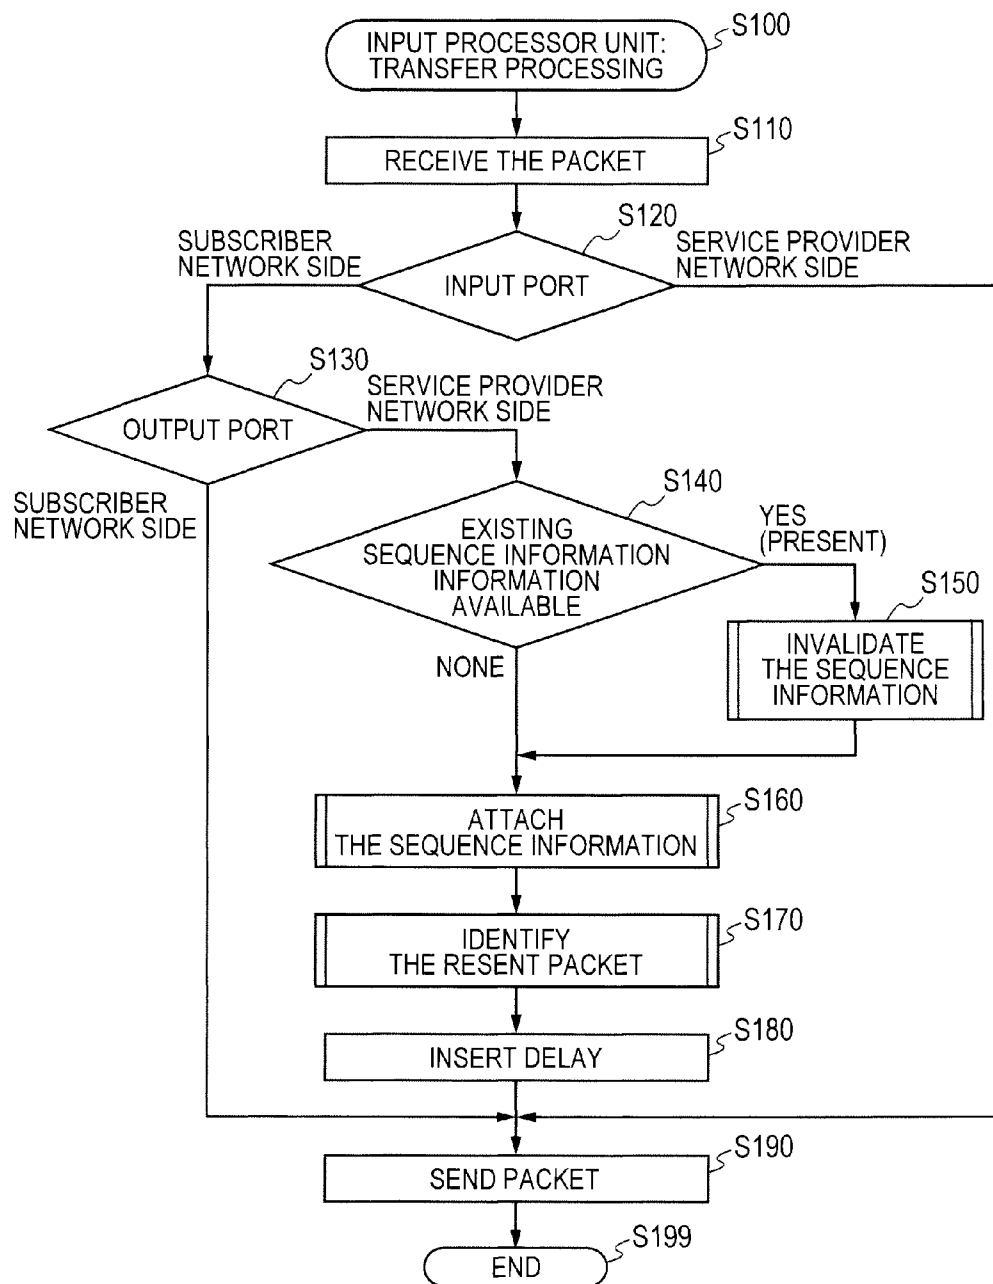 S100
INPUT PROCESSOR UNIT:
TRANSFER PROCESSING
S110
RECEIVE THE PACKET
S120
SUBSCRIBER
NETWORK SIDE
INPUT PORT
SERVICE PROVIDER
NETWORK SIDE
S130
OUTPUT PORT
SERVICE PROVIDER
NETWORK SIDE
SUBSCRIBER
NETWORK SIDE
S140
EXISTING
SEQUENCE INFORMATION
INFORMATION
AVAILABLE
YES
(PRESENT)
NONE
S150
INVALIDATE
THE SEQUENCE
INFORMATION
S160
ATTACH
THE SEQUENCE INFORMATION
S170
IDENTIFY
THE RESENT PACKET
S180
INSERT DELAY
S190
SEND PACKET
S199
END